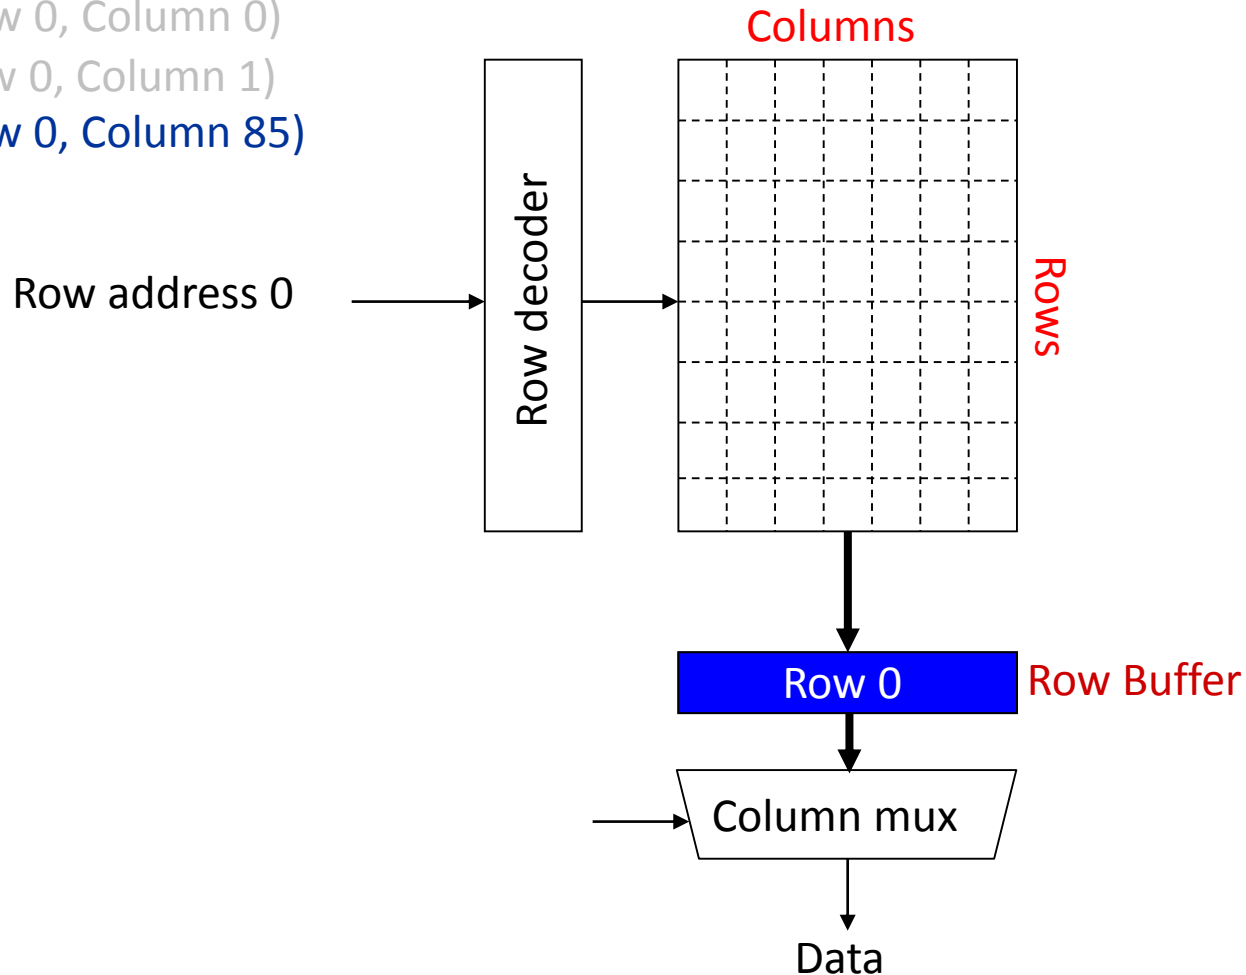 w 0, Column 0)
Columns
w 0, Column 1)
w 0, Column 85)
Row decoder
Row address 0
Rows
Row 0
Row Buffer
Column mux
Data